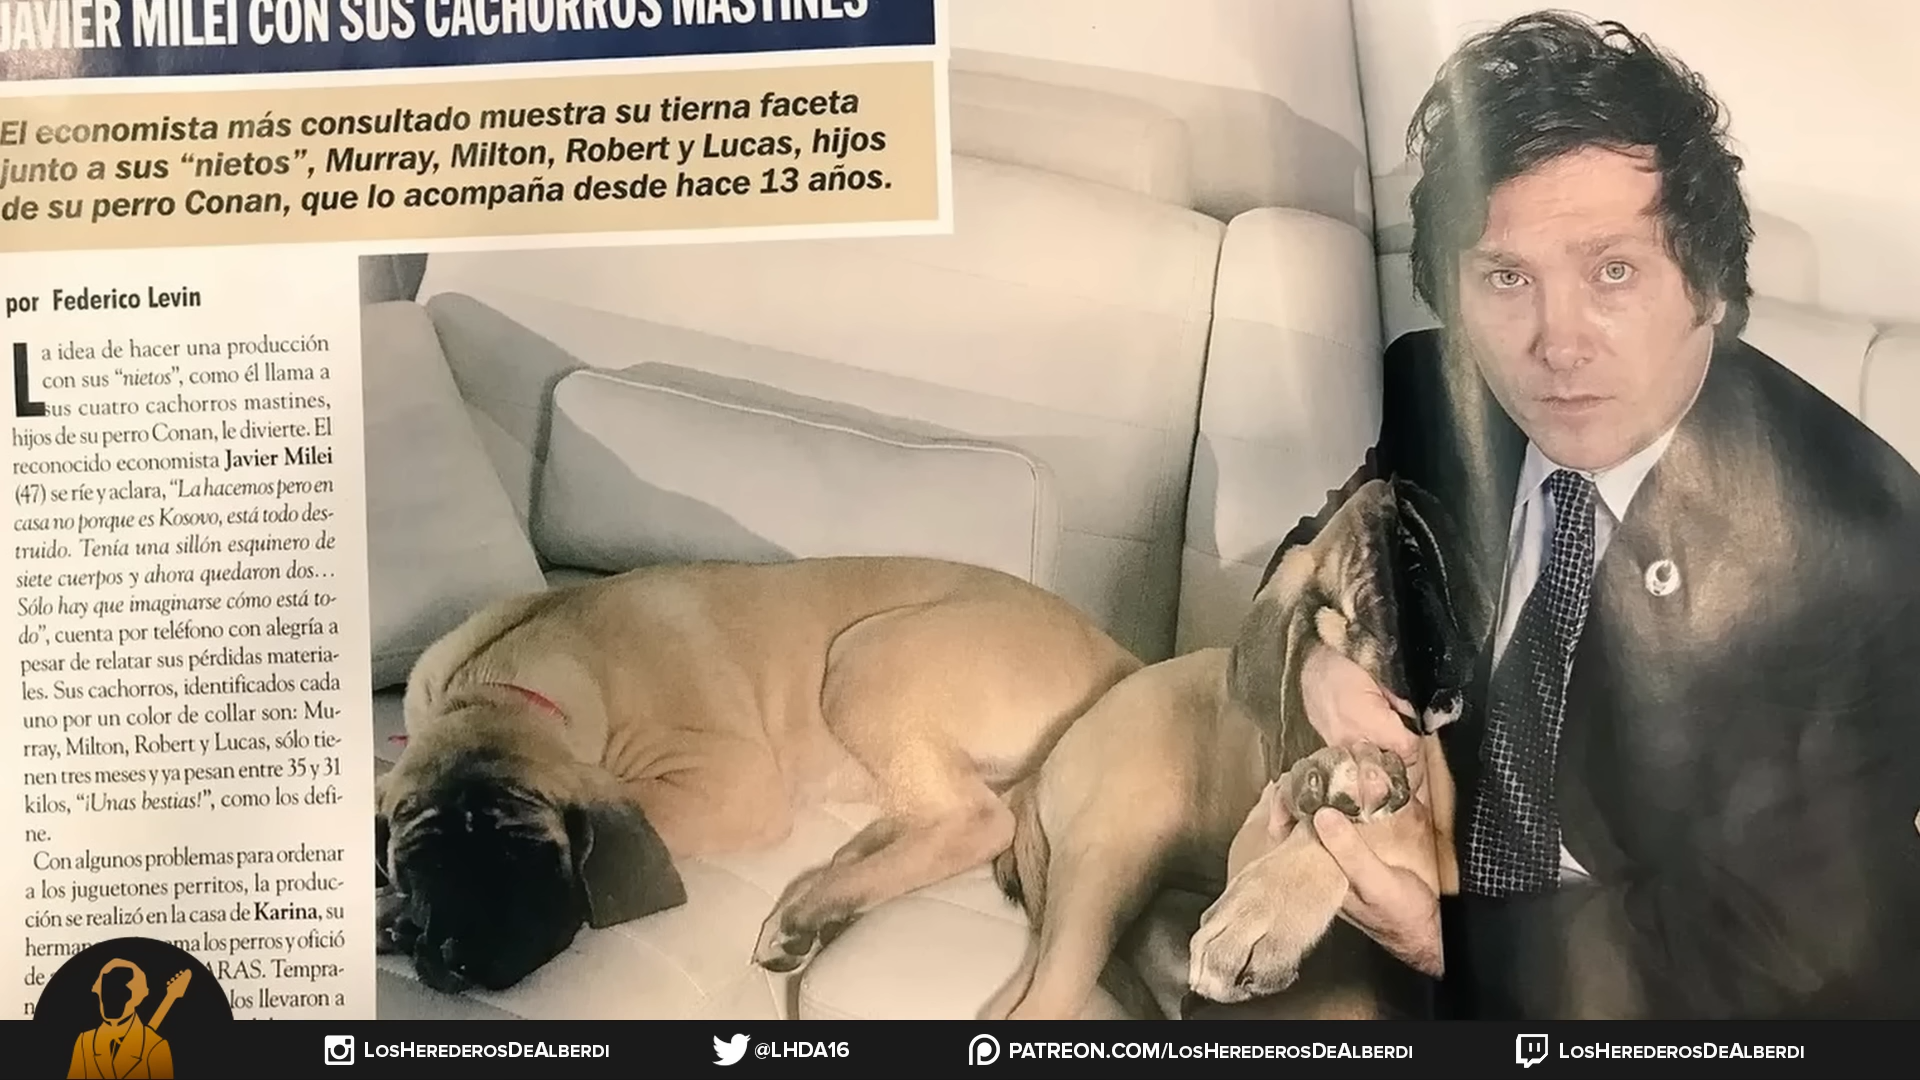 JAVIER MILEI CON SUS CACHORROS MASTINES
El economista más consultado muestra su tierna faceta
junto a sus “nietos”, Murray, Milton, Robert y Lucas, hijos
de su perro Conan, que lo acompaña desde hace 13 años.
por Federico Levin
La idea de hacer una producción
con sus “nietos”, como él llama a
sus cuatro cachorros mastines,
hijos de su perro Conan, le divierte. El
reconocido economista Javier Milei
(47) se ríe y aclara, “La hacemos pero en
casa no porque es Kosovo, está todo des-
truido. Tenía una sillón esquinero de
siete cuerpos y ahora quedaron dos…
Sólo hay que imaginarse cómo está to-
do”, cuenta por teléfono con alegría a
pesar de relatar sus pérdidas materia-
les. Sus cachorros, identificados cada
uno por un color de collar son: Mu-
rray, Milton, Robert y Lucas, sólo tie-
nen tres meses y ya pesan entre 35 y 31
kilos, “¡Unas bestias!”, como los defi-
ne.
Con algunos problemas para ordenar
a los juguetones perritos, la produc-
ción se realizó en la casa de Karina, su
los perros y ofició
de
Tempra-
los llevaron a
LOSHEREDEROSDEALBERDI
@LHDA16
PATREON.COM/LOSHEREDEROSDEALBERDI
LOSHEREDEROSDEALBERDI